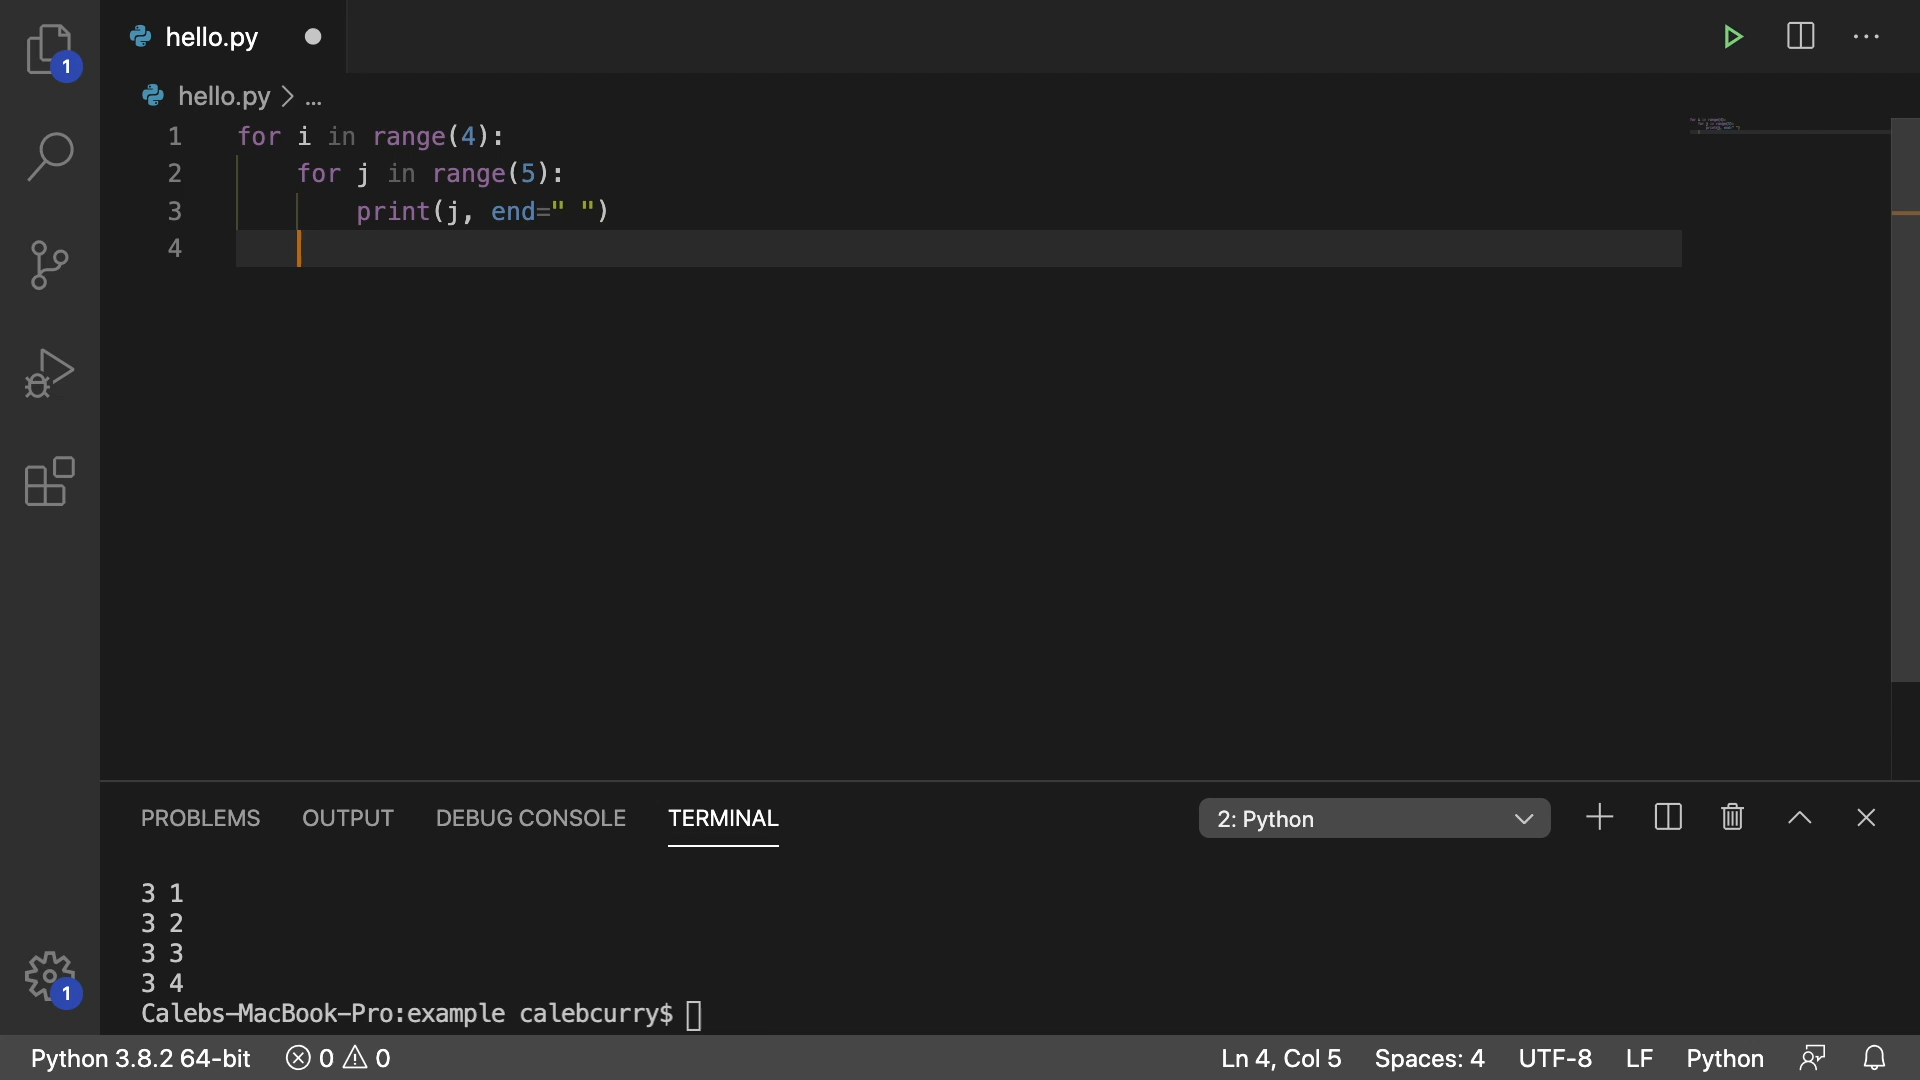 hello.py
hello.py > ...
1 for i in range(4):
2     for j in range(5):
3         print(j, end=" ")
4
PROBLEMS OUTPUT DEBUG CONSOLE TERMINAL 2: Python
3 1
3 2
3 3
3 4
Calebs-MacBook-Pro:example calebcurry$
1
1
Python 3.8.2 64-bit 0 0 Ln 4, Col 5 Spaces: 4 UTF-8 LF Python